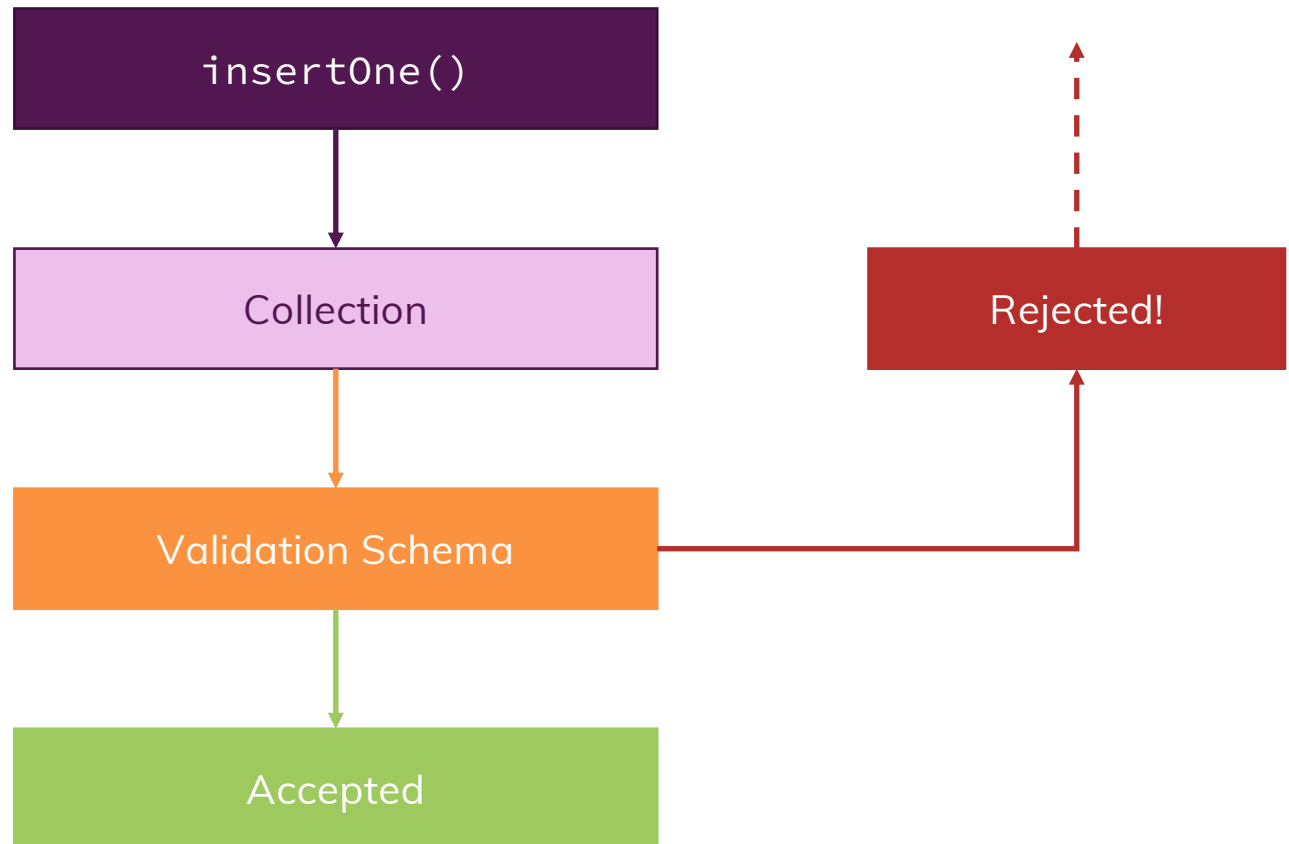 insertOne()
Collection
Rejected!
Validation Schema
Accepted